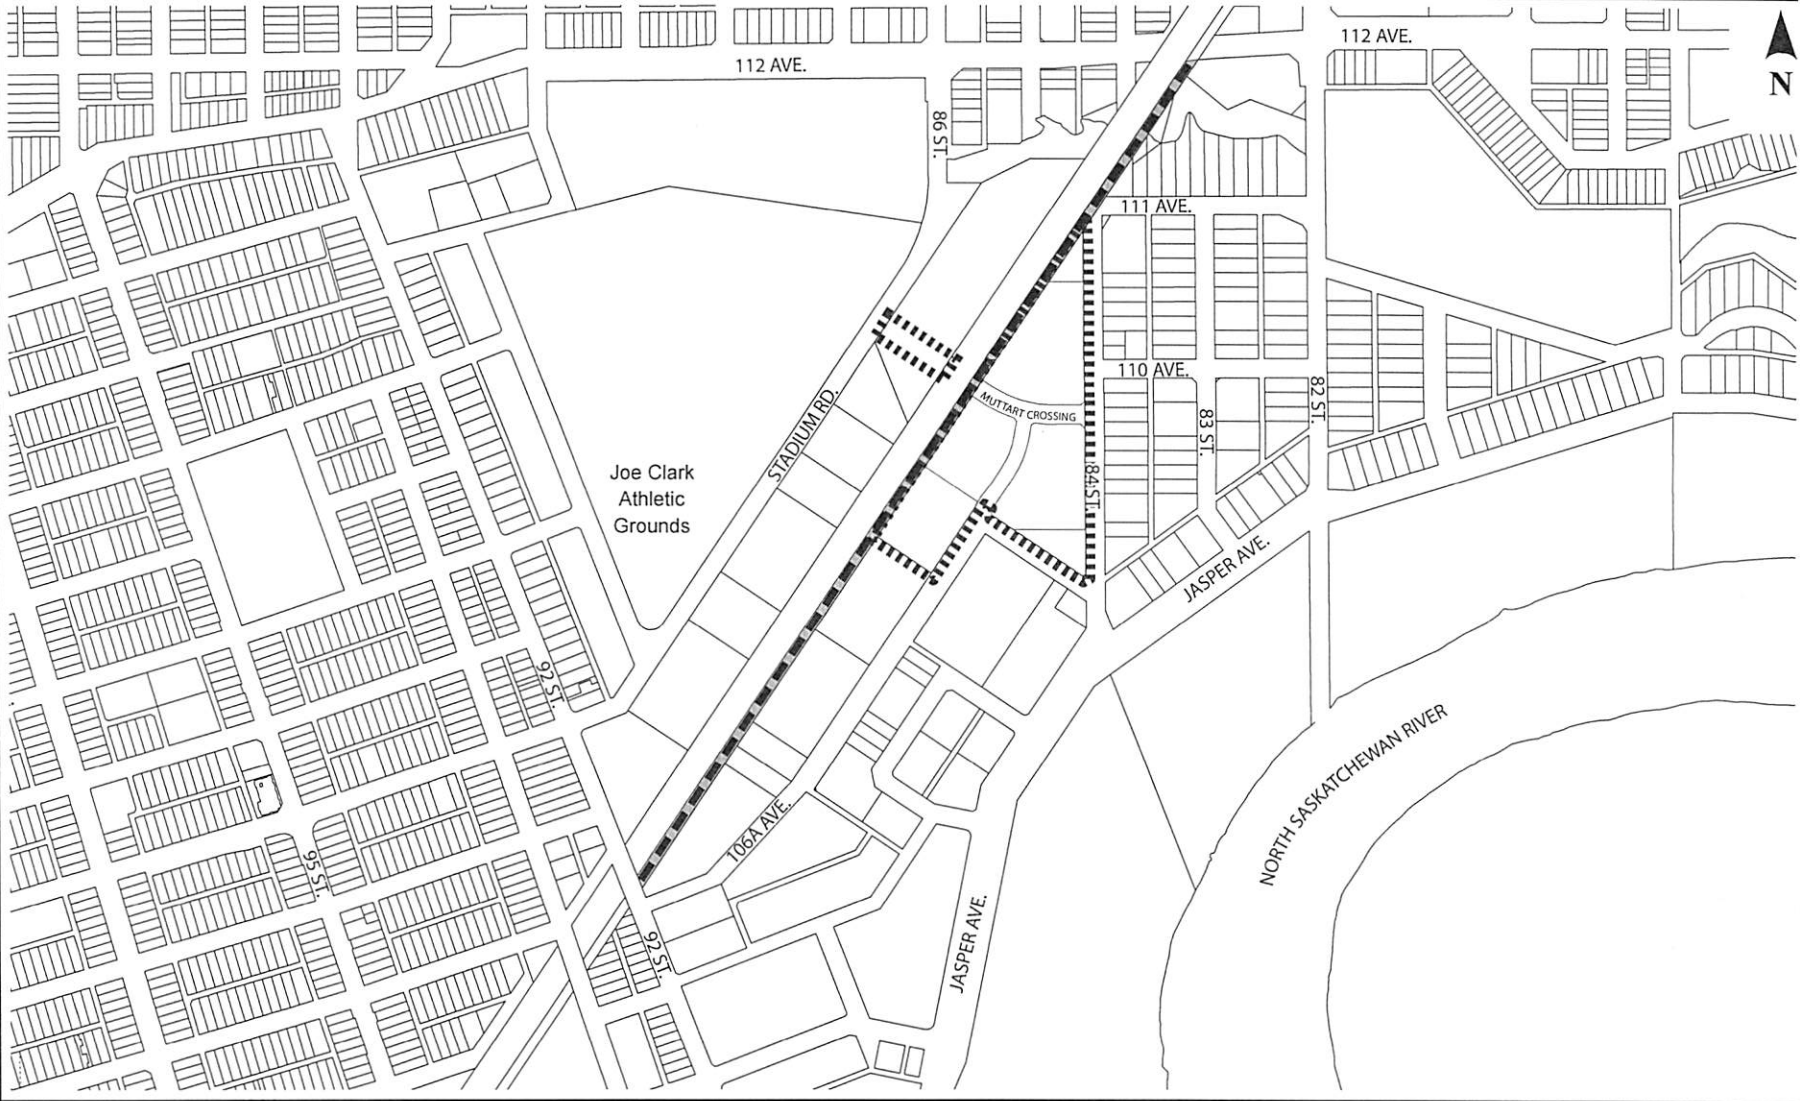 112 AVE.
112 AVE.
N
86 ST.
111 AVE.
110 AVE.
MUTTART CROSSING
STADIUM RD.
83 ST.
82 ST.
Joe Clark
Athletic
Grounds
84 ST.
JASPER AVE.
92 ST.
NORTH SASKATCHEWAN RIVER
106A AVE.
95 ST.
92 ST.
JASPER AVE.